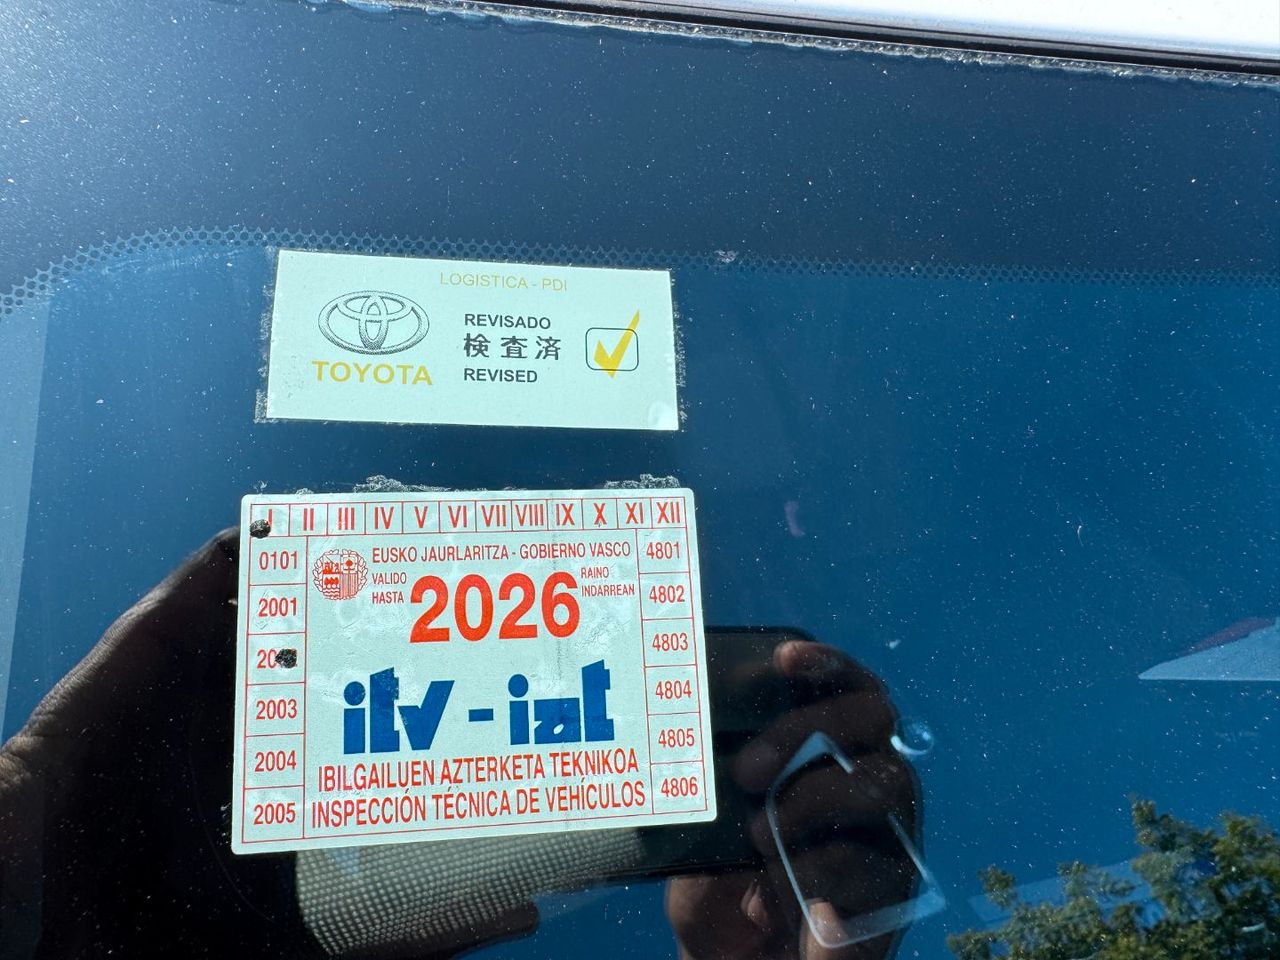 LOGISTICA - PDI
REVISADO
検査済
REVISED
TOYOTA
I II III IV V VI VII VIII IX X XI XII
EUSKO JAURLARITZA - GOBIERNO VASCO
VALIDO HASTA
2026
RAINO INDARREAN
0101
2001
2003
2004
2005
4801
4802
4803
4804
4805
4806
itv - iat
IBILGAILUEN AZTERKETA TEKNIKOA
INSPECCIÓN TÉCNICA DE VEHÍCULOS